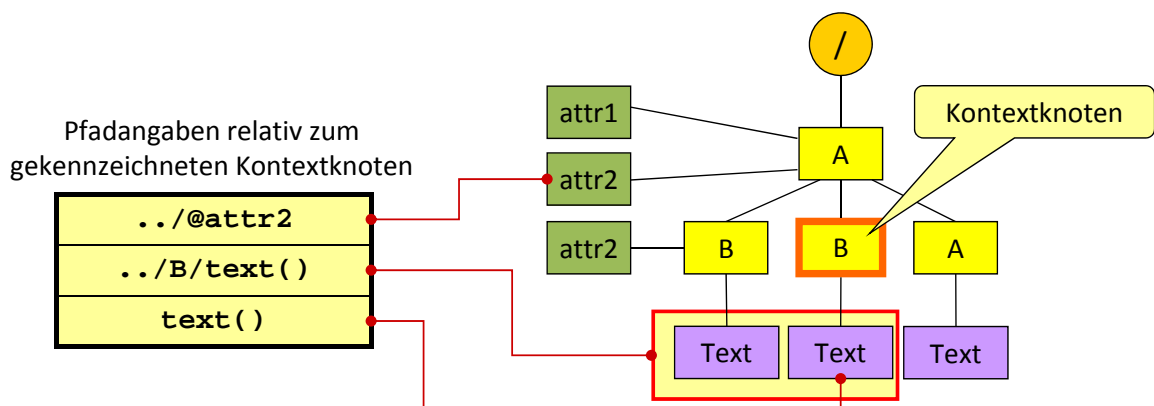 /
Kontextknoten
attr1
Pfadangaben relativ zum
gekennzeichneten Kontextknoten
A
attr2
../@attr2
attr2
B
B
A
../B/text()
text()
Text
Text
Text